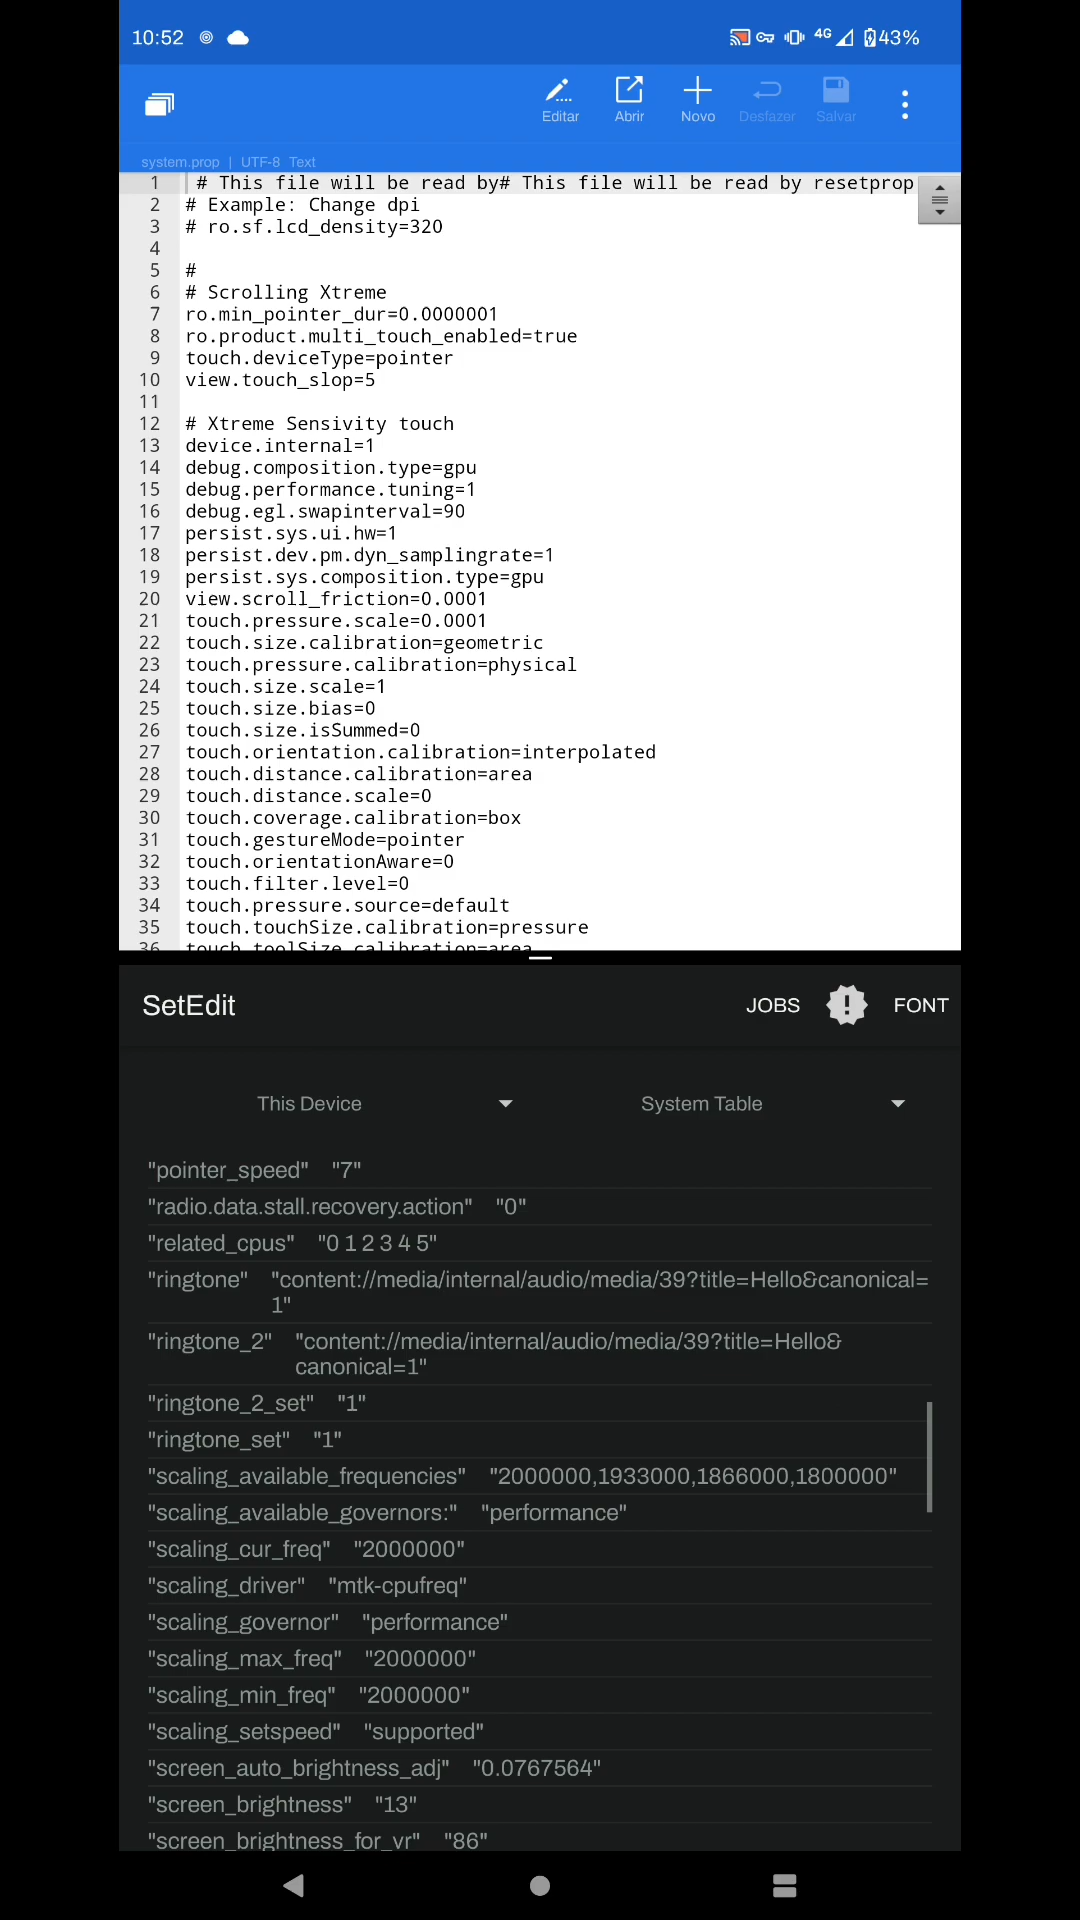 10:52 4G 43%
Editar Abrir Novo Desfazer Salvar
system.prop | UTF-8 Text
1 # This file will be read by# This file will be read by resetprop
2 # Example: Change dpi
3 # ro.sf.lcd_density=320
4
5 #
6 # Scrolling Xtreme
7 ro.min_pointer_dur=0.0000001
8 ro.product.multi_touch_enabled=true
9 touch.deviceType=pointer
10 view.touch_slop=5
11
12 # Xtreme Sensivity touch
13 device.internal=1
14 debug.composition.type=gpu
15 debug.performance.tuning=1
16 debug.egl.swapinterval=90
17 persist.sys.ui.hw=1
18 persist.dev.pm.dyn_samplingrate=1
19 persist.sys.composition.type=gpu
20 view.scroll_friction=0.0001
21 touch.pressure.scale=0.0001
22 touch.size.calibration=geometric
23 touch.pressure.calibration=physical
24 touch.size.scale=1
25 touch.size.bias=0
26 touch.size.isSummed=0
27 touch.orientation.calibration=interpolated
28 touch.distance.calibration=area
29 touch.distance.scale=0
30 touch.coverage.calibration=box
31 touch.gestureMode=pointer
32 touch.orientationAware=0
33 touch.filter.level=0
34 touch.pressure.source=default
35 touch.touchSize.calibration=pressure
36 touch.toolSize.calibration=area
SetEdit JOBS ! FONT
This Device System Table
"pointer_speed" "7"
"radio.data.stall.recovery.action" "0"
"related_cpus" "0 1 2 3 4 5"
"ringtone" "content://media/internal/audio/media/39?title=Hello&canonical=
1"
"ringtone_2" "content://media/internal/audio/media/39?title=Hello&
canonical=1"
"ringtone_2_set" "1"
"ringtone_set" "1"
"scaling_available_frequencies" "2000000,1933000,1866000,1800000"
"scaling_available_governors:" "performance"
"scaling_cur_freq" "2000000"
"scaling_driver" "mtk-cpufreq"
"scaling_governor" "performance"
"scaling_max_freq" "2000000"
"scaling_min_freq" "2000000"
"scaling_setspeed" "supported"
"screen_auto_brightness_adj" "0.0767564"
"screen_brightness" "13"
"screen_brightness_for_vr" "86"